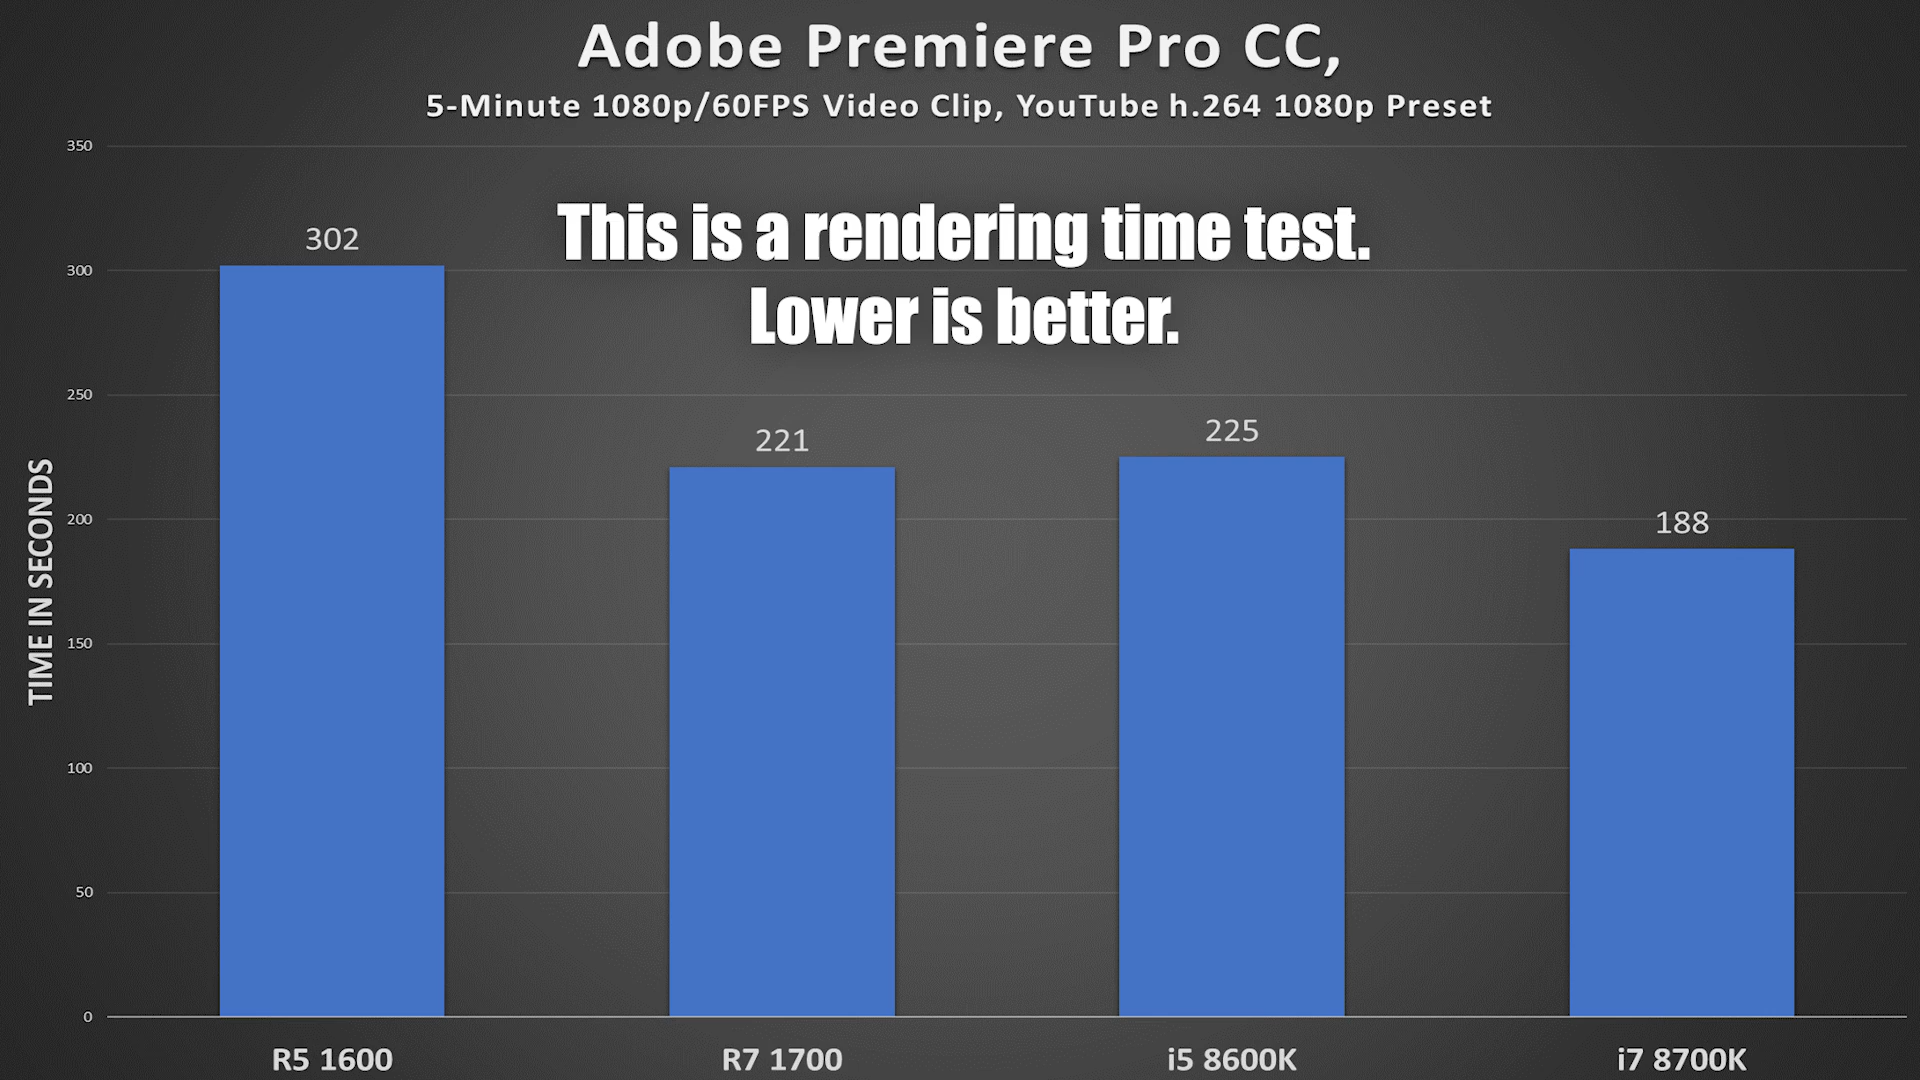 Adobe Premiere Pro CC,
5-Minute 1080p/60FPS Video Clip, YouTube h.264 1080p Preset
This is a rendering time test.
Lower is better.
TIME IN SECONDS
350
300
250
200
150
100
50
0
302
221
225
188
R5 1600
R7 1700
i5 8600K
i7 8700K